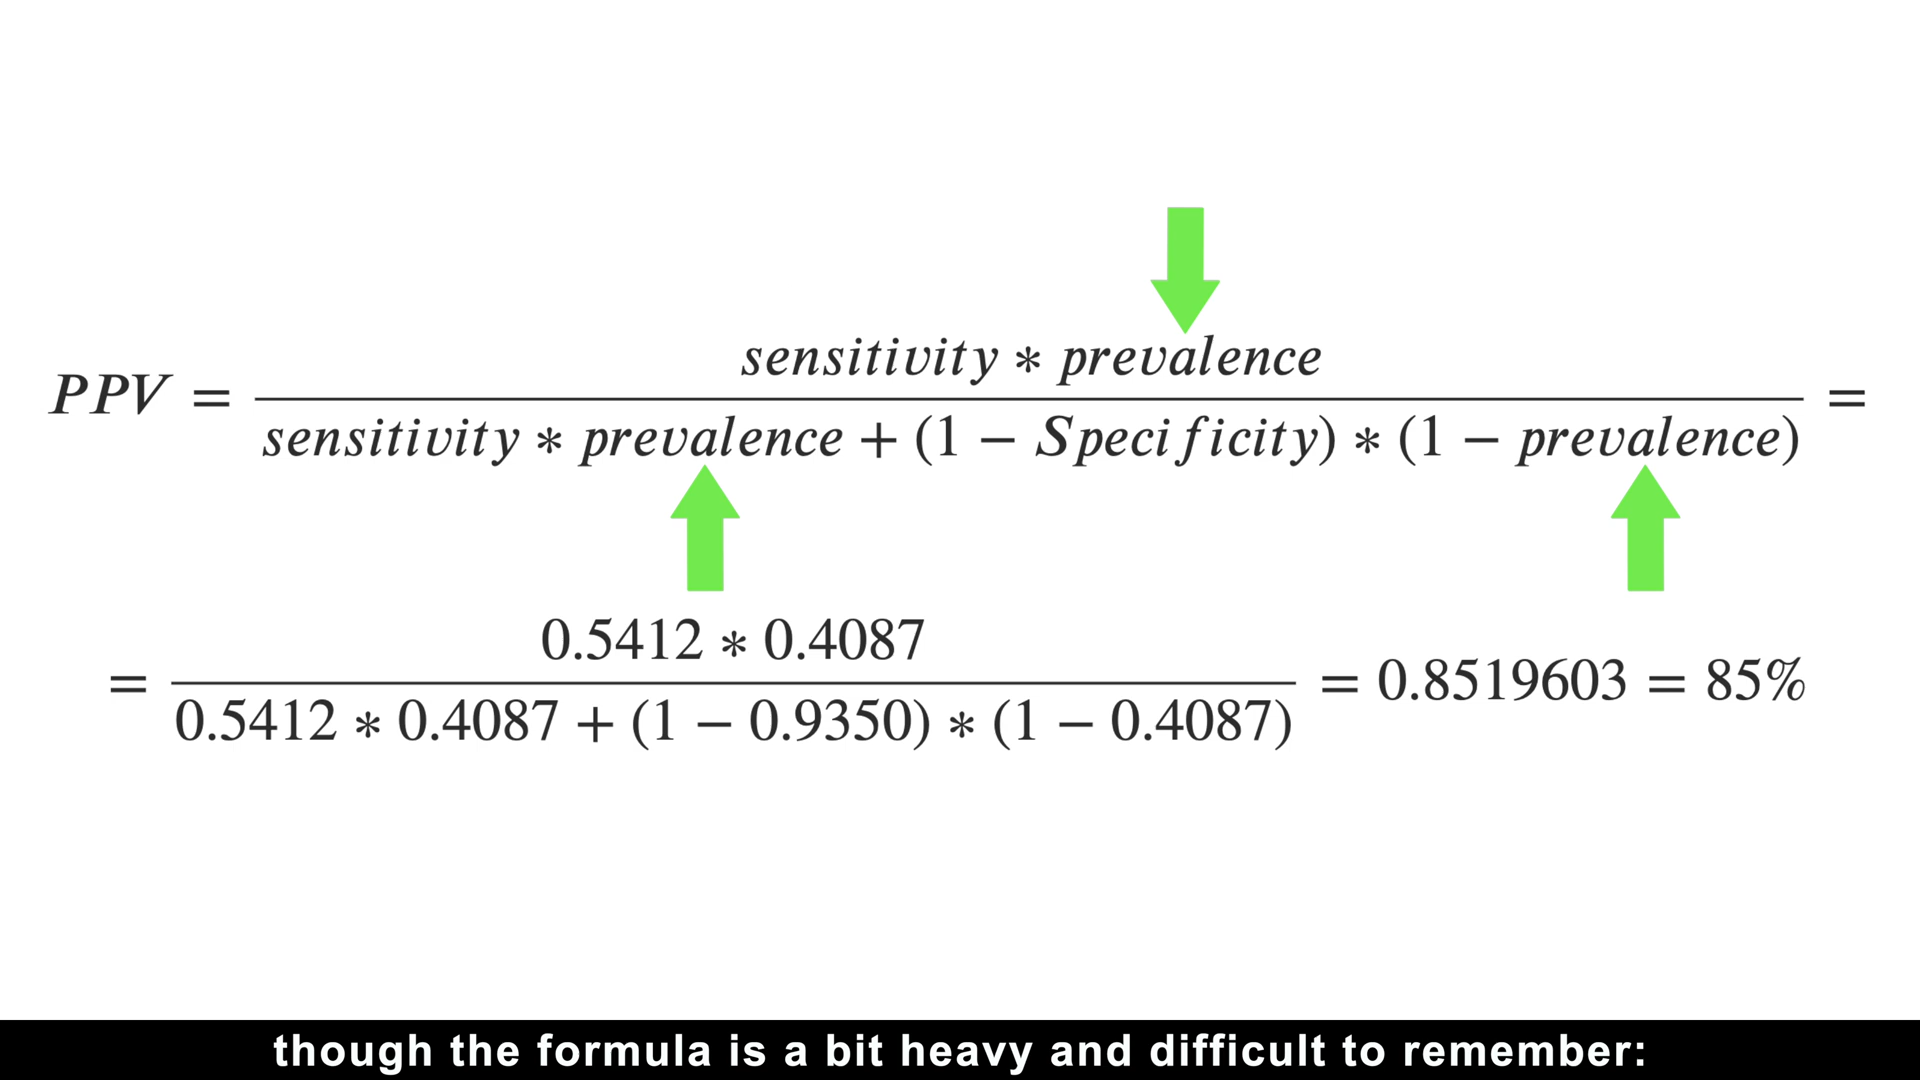 PPV = sensitivity * prevalence / sensitivity * prevalence + (1 − Specificity) * (1 − prevalence) =
= 0.5412 * 0.4087 / 0.5412 * 0.4087 + (1 − 0.9350) * (1 − 0.4087) = 0.8519603 = 85%
though the formula is a bit heavy and difficult to remember: